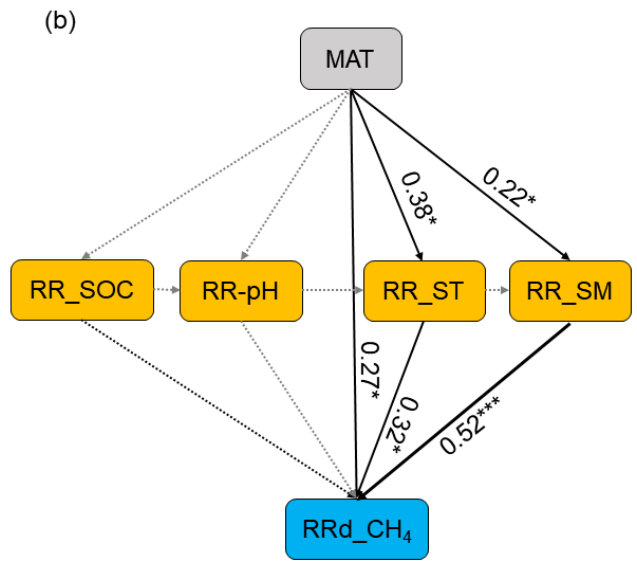 (b)
MAT
0.38*
0.22*
RR_SOC
RR-pH
RR_ST
RR_SM
0.27*
0.32*
0.52***
RRd_CH₄